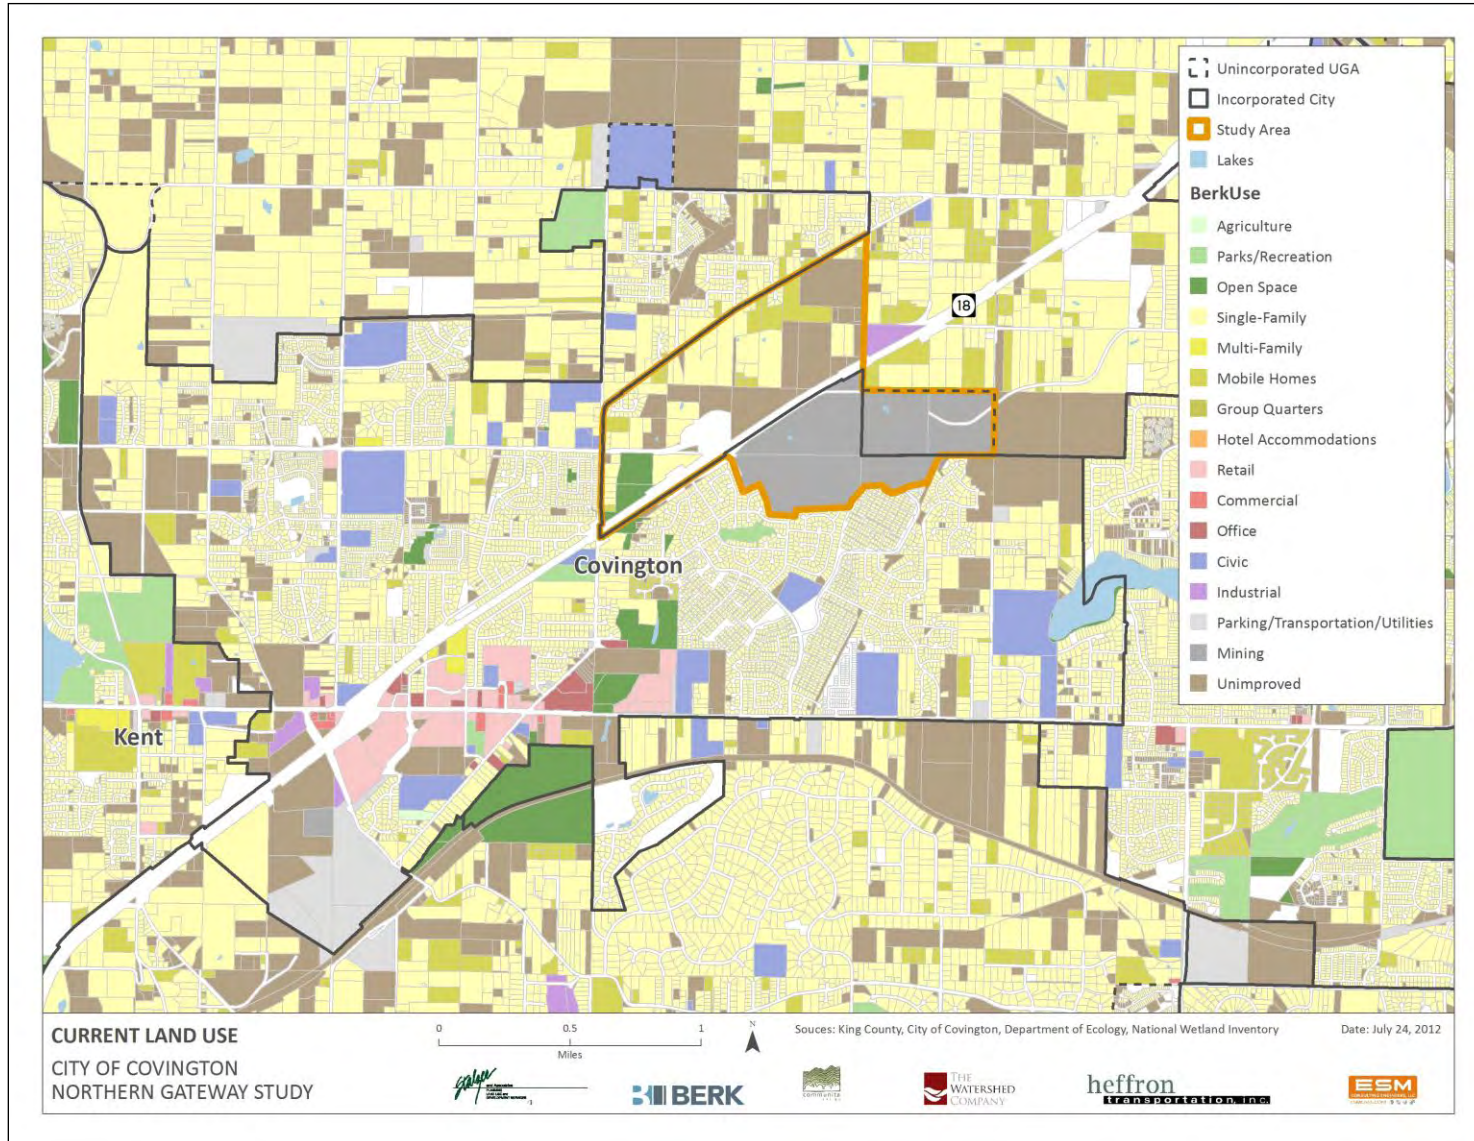 Unincorporated UGA
Incorporated City
Study Area
Lakes
BerkUse
Agriculture
Parks/Recreation
Open Space
Single-Family
Multi-Family
Mobile Homes
Group Quarters
Hotel Accommodations
Retail
Commercial
Office
Civic
Industrial
Parking/Transportation/Utilities
Mining
Unimproved
18
Covington
Kent
CURRENT LAND USE
CITY OF COVINGTON
NORTHERN GATEWAY STUDY
0 0.5 1
Miles
N
Souces: King County, City of Covington, Department of Ecology, National Wetland Inventory
Date: July 24, 2012
BERK
THE
WATERSHED
COMPANY
heffron
transportation, inc.
ESM